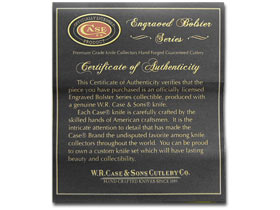 OFFICIALLY LICENSED
CASE
XX
PRODUCT
Engraved Bolster
Series
Premium Grade Knife Collectors Hand Forged Guaranteed Cutlery
Certificate of Authenticity
This Certificate of Authenticity verifies that the
piece you have purchased is an officially licensed
Engraved Bolster Series collectible, produced with
a genuine W.R. Case & Sons® knife.
Each Case® knife is carefully crafted by the
skilled hands of American craftsmen. It is the
intricate attention to detail that has made the
Case® Brand the undisputed favorite among knife
collectors throughout the world. You can be proud
to own a custom knife set which will have lasting
beauty and collectibility.
W.R. CASE & SONS CUTLERY CO.
HAND CRAFTED KNIVES SINCE 1889